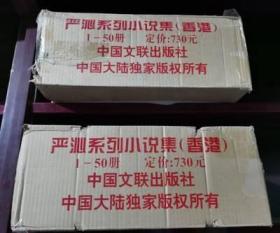 严沁系列小说集(香港)
1－50册 定价:730元
中国文联出版社
中国大陆独家版权所有
严沁系列小说集(香港)
1－50册 定价:730元
中国文联出版社
中国大陆独家版权所有